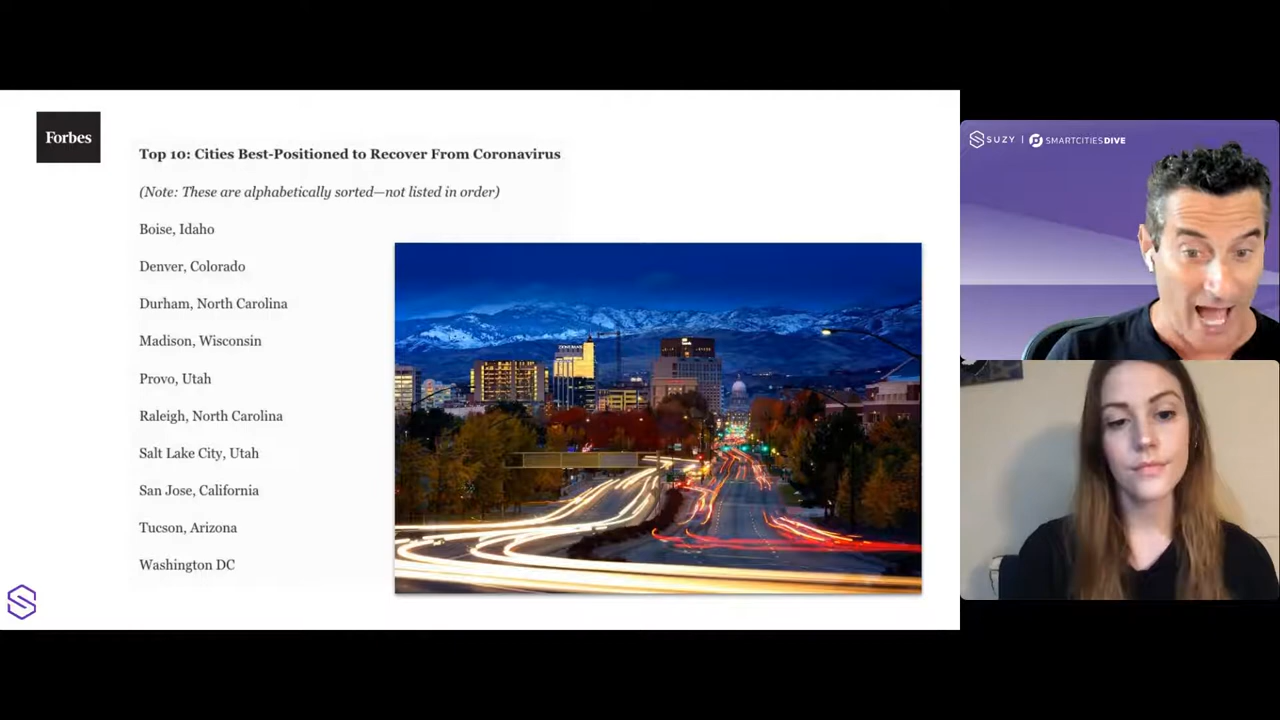 Forbes
Top 10: Cities Best-Positioned to Recover From Coronavirus
(Note: These are alphabetically sorted—not listed in order)
Boise, Idaho
Denver, Colorado
Durham, North Carolina
Madison, Wisconsin
Provo, Utah
Raleigh, North Carolina
Salt Lake City, Utah
San Jose, California
Tucson, Arizona
Washington DC
SUZY | SMARTCITIESDIVE